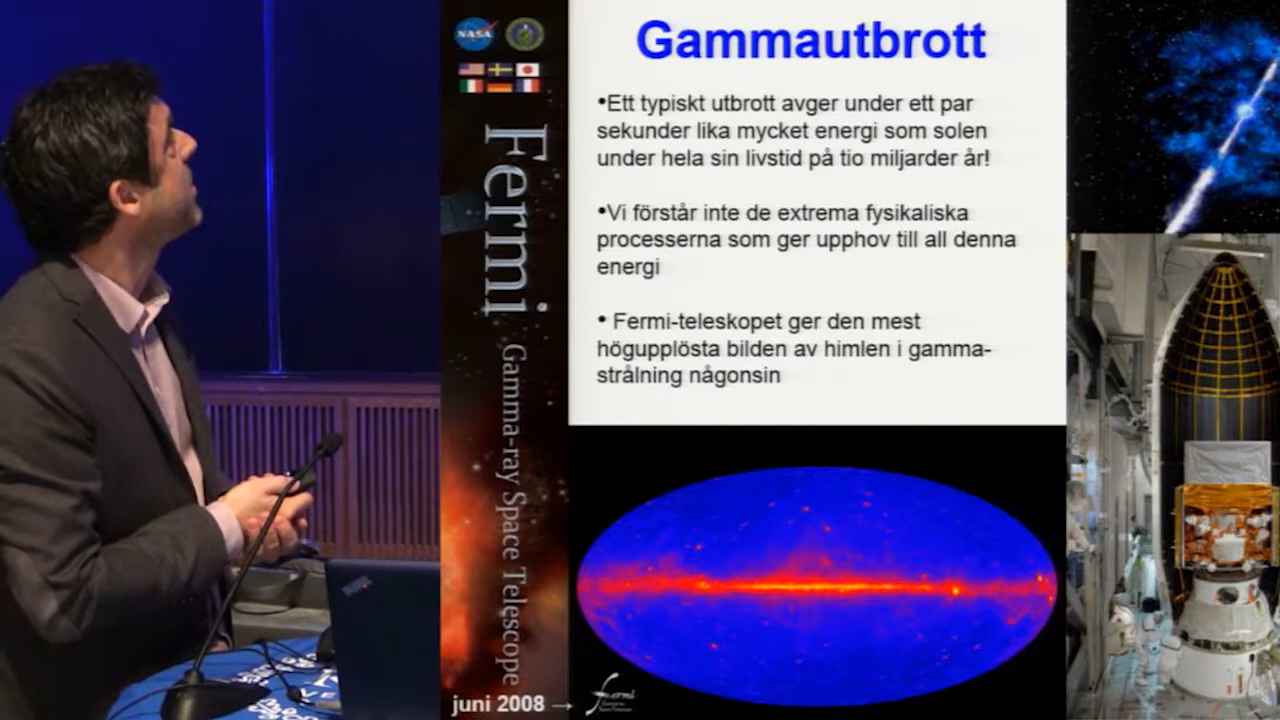 NASA
Fermi
Gamma-ray Space Telescope
juni 2008 →
Gammautbrott
•Ett typiskt utbrott avger under ett par
sekunder lika mycket energi som solen
under hela sin livstid på tio miljarder år!
•Vi förstår inte de extrema fysikaliska
processerna som ger upphov till all denna
energi
• Fermi-teleskopet ger den mest
högupplösta bilden av himlen i gamma-
strålning någonsin
Fermi